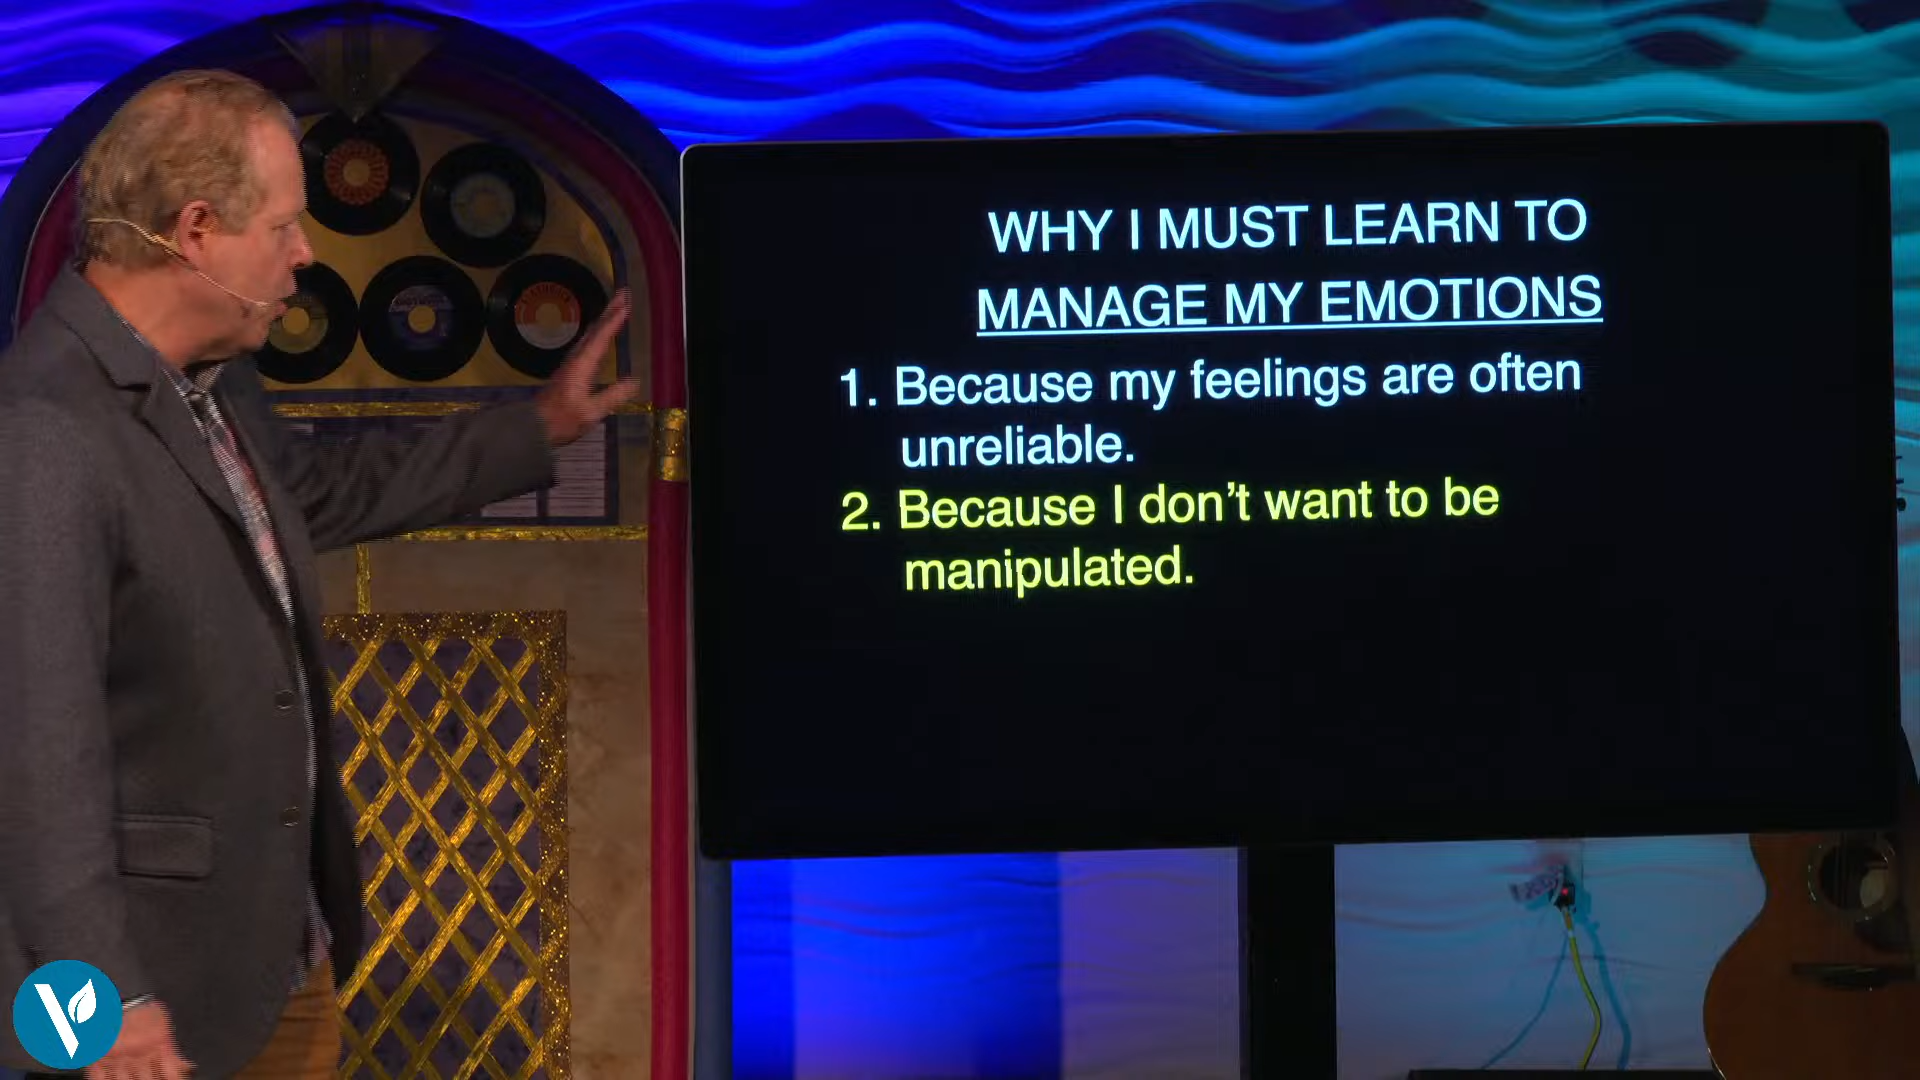 WHY I MUST LEARN TO
MANAGE MY EMOTIONS
1. Because my feelings are often
unreliable.
2. Because I don't want to be
manipulated.